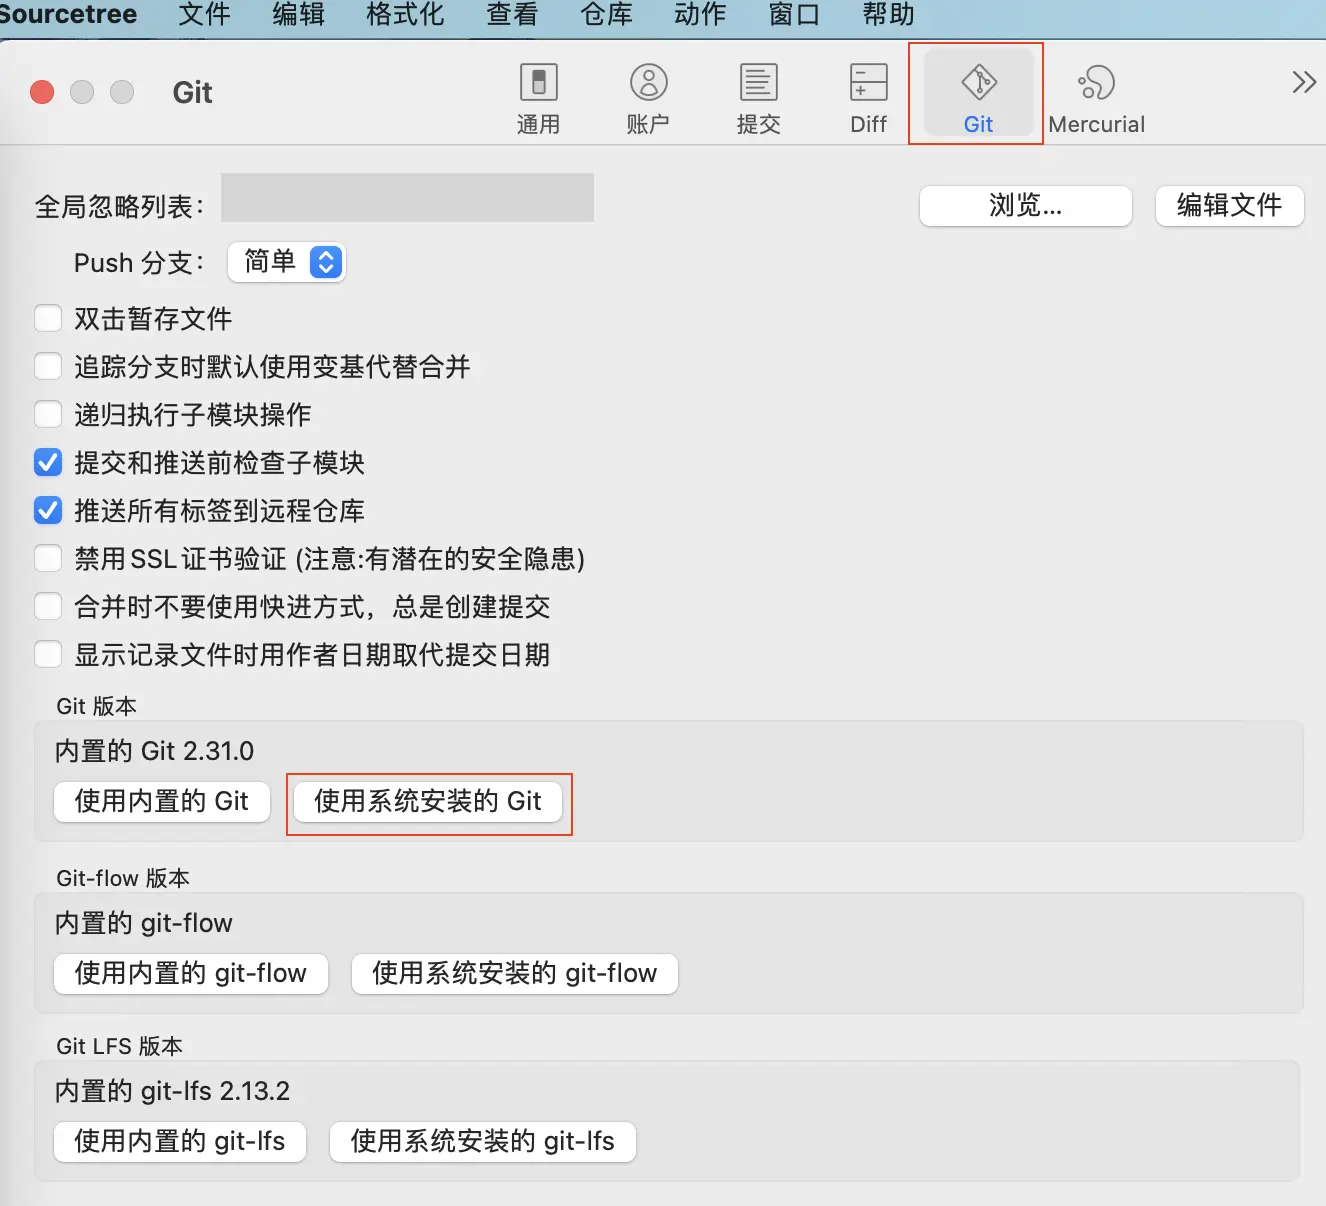 Sourcetree 文件 编辑 格式化 查看 仓库 动作 窗口 帮助
Git
通用 账户 提交 Diff Git Mercurial
全局忽略列表： 浏览... 编辑文件
Push 分支： 简单
双击暂存文件
追踪分支时默认使用变基代替合并
递归执行子模块操作
提交和推送前检查子模块
推送所有标签到远程仓库
禁用SSL证书验证 (注意:有潜在的安全隐患)
合并时不要使用快进方式，总是创建提交
显示记录文件时用作者日期取代提交日期
Git 版本
内置的 Git 2.31.0
使用内置的 Git 使用系统安装的 Git
Git-flow 版本
内置的 git-flow
使用内置的 git-flow 使用系统安装的 git-flow
Git LFS 版本
内置的 git-lfs 2.13.2
使用内置的 git-lfs 使用系统安装的 git-lfs